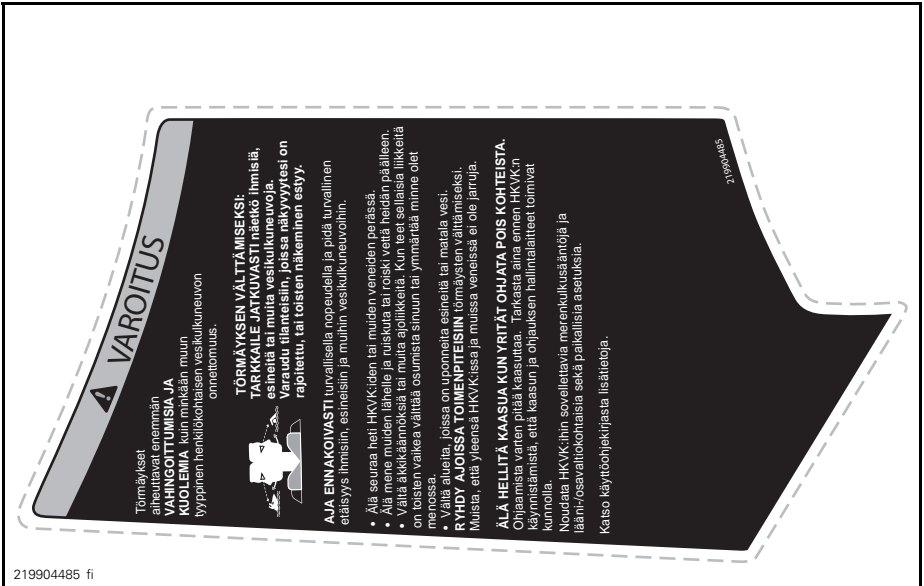 VAROITUS
Törmäykset
aiheuttavat enemmän
VAHINGOITTUMISIA JA
KUOLEMIA kuin minkään muun
tyyppinen henkilökohtaisen vesikulkuneuvon
onnettomuus.
TÖRMÄYKSEN VÄLTTÄMISEKSI:
TARKKAILE JATKUVASTI näetkö ihmisiä,
esineitä tai muita vesikulkuneuvoja.
Varaudu tilanteisiin, joissa näkyvyytesi on
rajoitettu, tai toisten näkeminen estyy.
AJA ENNAKOIVASTI turvallisella nopeudella ja pidä turvallinen
etäisyys ihmisiin, esineisiin ja muihin vesikulkuneuvoihin.
• Älä seuraa heti HKVK:iden tai muiden veneiden perässä.
• Älä mene muiden lähelle ja ruiskuta tai roiski vettä heidän päälleen.
• Vältä äkkikäännöksiä tai muita ajoliikkeitä. Kun teet sellaisia liikkeitä
on toisten vaikea välttää osumista sinuun tai ymmärtää minne olet
menossa.
• Vältä alueita, joissa on uponneita esineitä tai matala vesi.
RYHDY AJOISSA TOIMENPITEISIIN törmäysten välttämiseksi.
Muista, että yleensä HKVK:issa ja muissa veneissä ei ole jarruja.
ÄLÄ HELLITÄ KAASUA KUN YRITÄT OHJATA POIS KOHTEISTA.
Ohjaamista varten pitää kaasuttaa. Tarkasta aina ennen HKVK:n
käynnistämistä, että kaasun ja ohjauksen hallintalaitteet toimivat
kunnolla.
Noudata HKVK:ihin sovellettavia merenkulkusääntöjä ja
lääni-/osavaltiokohtaisia sekä paikallisia asetuksia.
Katso käyttöohjekirjasta lisätietoja.
219904485
219904485 fi